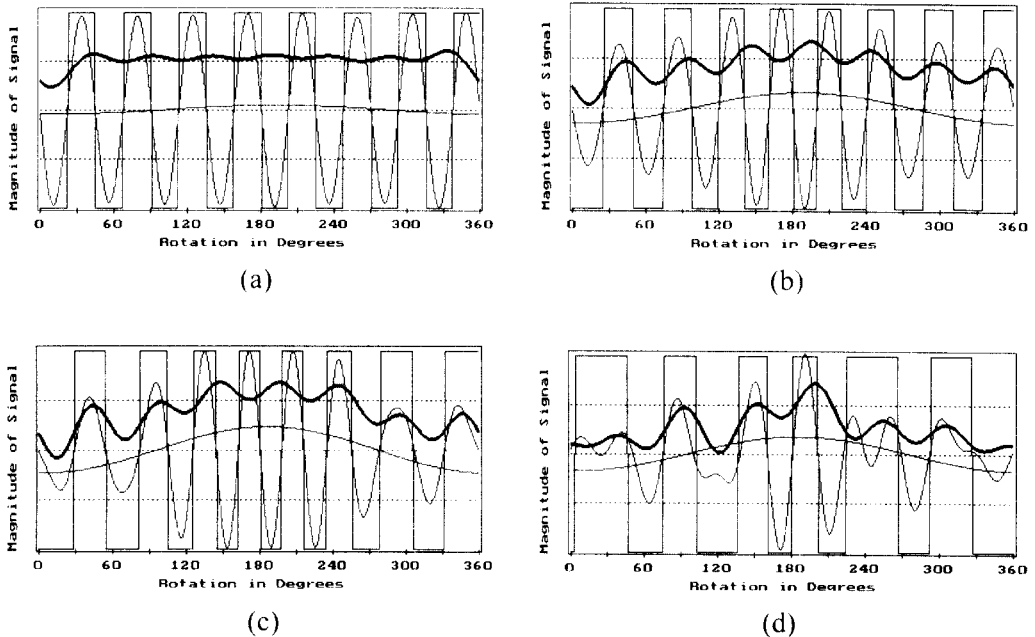 Magnitude of Signal
0 60 120 180 240 300 360
Rotation in Degrees
(a)
Magnitude of Signal
0 60 120 180 240 300 360
Rotation in Degrees
(b)
Magnitude of Signal
0 60 120 180 240 300 360
Rotation in Degrees
(c)
Magnitude of Signal
0 60 120 180 240 300 360
Rotation in Degrees
(d)